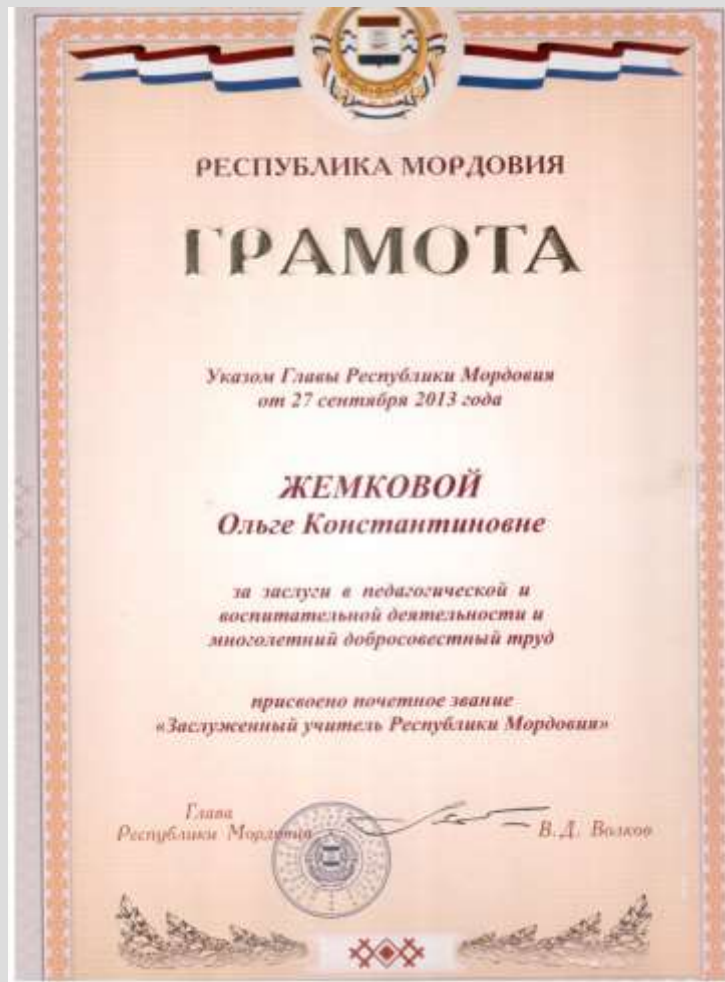 РЕСПУБЛИКА МОРДОВИЯ
ГРАМОТА
Указом Главы Республики Мордовия
от 27 сентября 2013 года
ЖЕМКОВОЙ
Ольге Константиновне
за заслуги в педагогической и
воспитательной деятельности и
многолетний добросовестный труд
присвоено почетное звание
«Заслуженный учитель Республики Мордовия»
Глава
Республики Мордовия
В.Д. Волков